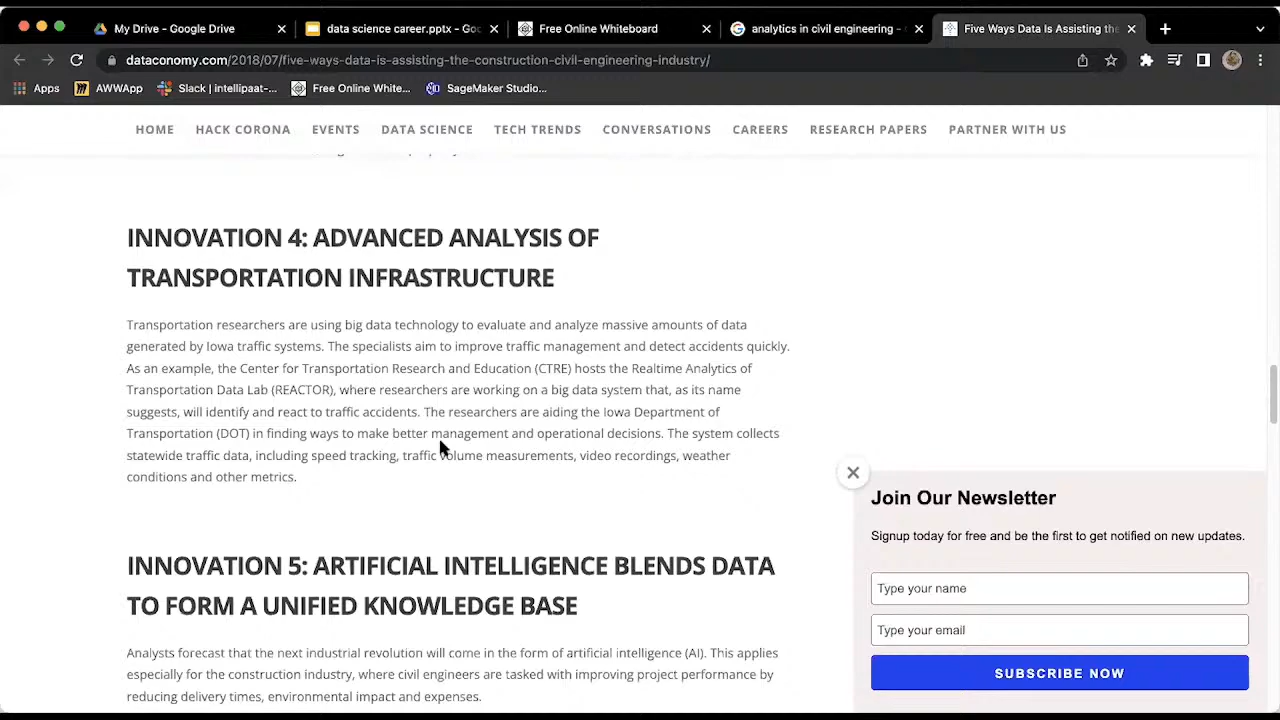 My Drive - Google Drive
data science career.pptx - Goo
Free Online Whiteboard
analytics in civil engineering -
Five Ways Data Is Assisting the
dataconomy.com/2018/07/five-ways-data-is-assisting-the-construction-civil-engineering-industry/
Apps
AWWApp
Slack | intellipaat-...
Free Online White...
SageMaker Studio...
HOME
HACK CORONA
EVENTS
DATA SCIENCE
TECH TRENDS
CONVERSATIONS
CAREERS
RESEARCH PAPERS
PARTNER WITH US
INNOVATION 4: ADVANCED ANALYSIS OF
TRANSPORTATION INFRASTRUCTURE
Transportation researchers are using big data technology to evaluate and analyze massive amounts of data
generated by Iowa traffic systems. The specialists aim to improve traffic management and detect accidents quickly.
As an example, the Center for Transportation Research and Education (CTRE) hosts the Realtime Analytics of
Transportation Data Lab (REACTOR), where researchers are working on a big data system that, as its name
suggests, will identify and react to traffic accidents. The researchers are aiding the Iowa Department of
Transportation (DOT) in finding ways to make better management and operational decisions. The system collects
statewide traffic data, including speed tracking, traffic volume measurements, video recordings, weather
conditions and other metrics.
INNOVATION 5: ARTIFICIAL INTELLIGENCE BLENDS DATA
TO FORM A UNIFIED KNOWLEDGE BASE
Analysts forecast that the next industrial revolution will come in the form of artificial intelligence (AI). This applies
especially for the construction industry, where civil engineers are tasked with improving project performance by
reducing delivery times, environmental impact and expenses.
Join Our Newsletter
Signup today for free and be the first to get notified on new updates.
Type your name
Type your email
SUBSCRIBE NOW